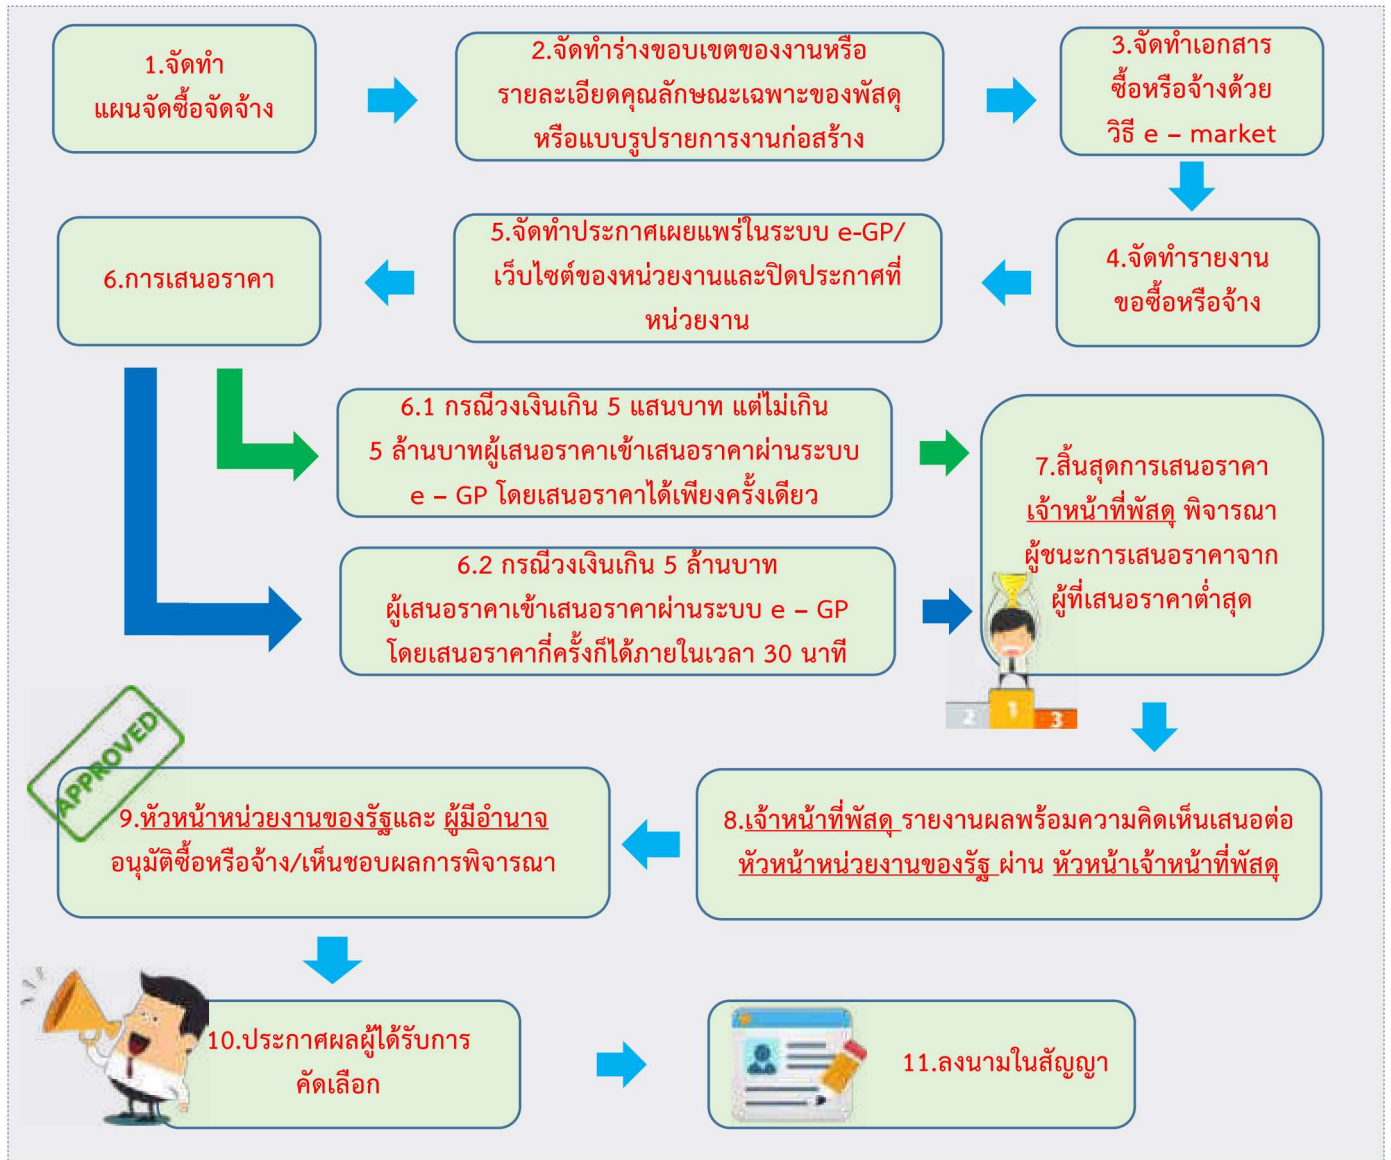 1.จัดทำ
แผนจัดซื้อจัดจ้าง
2.จัดทำร่างขอบเขตของงานหรือ
รายละเอียดคุณลักษณะเฉพาะของพัสดุ
หรือแบบรูปรายการงานก่อสร้าง
3.จัดทำเอกสาร
ซื้อหรือจ้างด้วย
วิธี e – market
4.จัดทำรายงาน
ขอซื้อหรือจ้าง
5.จัดทำประกาศเผยแพร่ในระบบ e-GP/
เว็บไซต์ของหน่วยงานและปิดประกาศที่
หน่วยงาน
6.การเสนอราคา
6.1 กรณีวงเงินเกิน 5 แสนบาท แต่ไม่เกิน
5 ล้านบาทผู้เสนอราคาเข้าเสนอราคาผ่านระบบ
e – GP โดยเสนอราคาได้เพียงครั้งเดียว
6.2 กรณีวงเงินเกิน 5 ล้านบาท
ผู้เสนอราคาเข้าเสนอราคาผ่านระบบ e – GP
โดยเสนอราคากี่ครั้งก็ได้ภายในเวลา 30 นาที
7.สิ้นสุดการเสนอราคา
เจ้าหน้าที่พัสดุ พิจารณา
ผู้ชนะการเสนอราคาจาก
ผู้ที่เสนอราคาต่ำสุด
2 1 3
8.เจ้าหน้าที่พัสดุ รายงานผลพร้อมความคิดเห็นเสนอต่อ
หัวหน้าหน่วยงานของรัฐ ผ่าน หัวหน้าเจ้าหน้าที่พัสดุ
APPROVED
9.หัวหน้าหน่วยงานของรัฐและ ผู้มีอำนาจ
อนุมัติซื้อหรือจ้าง/เห็นชอบผลการพิจารณา
10.ประกาศผลผู้ได้รับการ
คัดเลือก
11.ลงนามในสัญญา